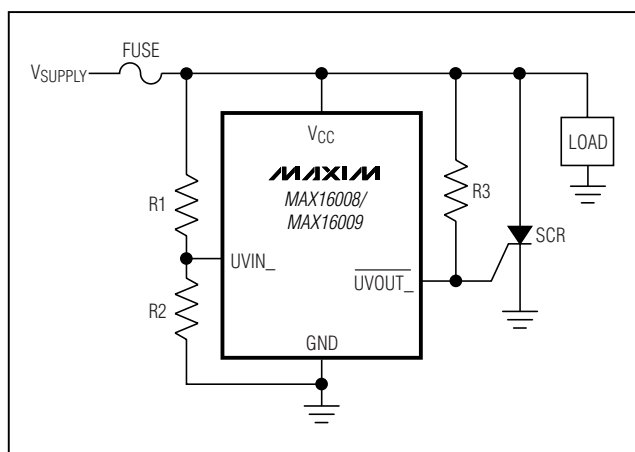 FUSE
VSUPPLY
VCC
LOAD
MAXIM
MAX16008/
MAX16009
R1
R3
UVIN_
SCR
UVOUT_
R2
GND